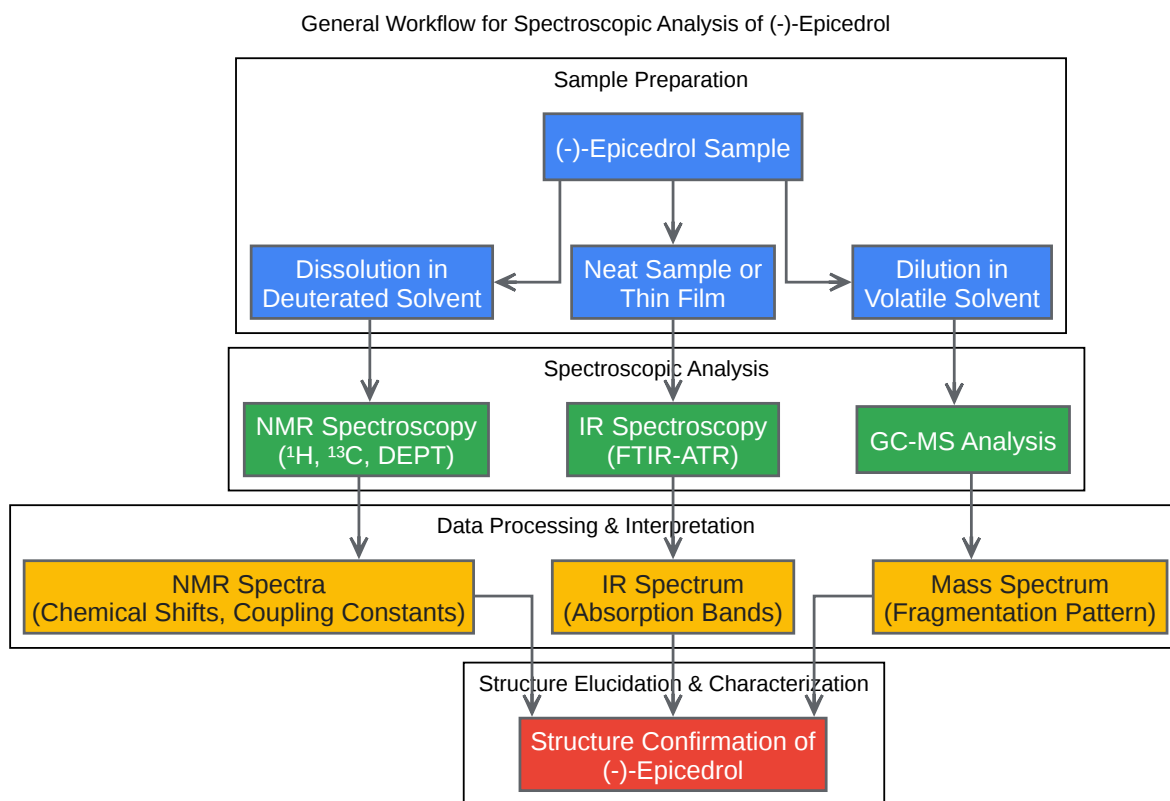 General Workflow for Spectroscopic Analysis of (-)-Epicedrol
Sample Preparation
(-)-Epicedrol Sample
Dissolution in
Deuterated Solvent
Neat Sample or
Thin Film
Dilution in
Volatile Solvent
Spectroscopic Analysis
NMR Spectroscopy
(¹H, ¹³C, DEPT)
IR Spectroscopy
(FTIR-ATR)
GC-MS Analysis
Data Processing & Interpretation
NMR Spectra
(Chemical Shifts, Coupling Constants)
IR Spectrum
(Absorption Bands)
Mass Spectrum
(Fragmentation Pattern)
Structure Elucidation & Characterization
Structure Confirmation of
(-)-Epicedrol